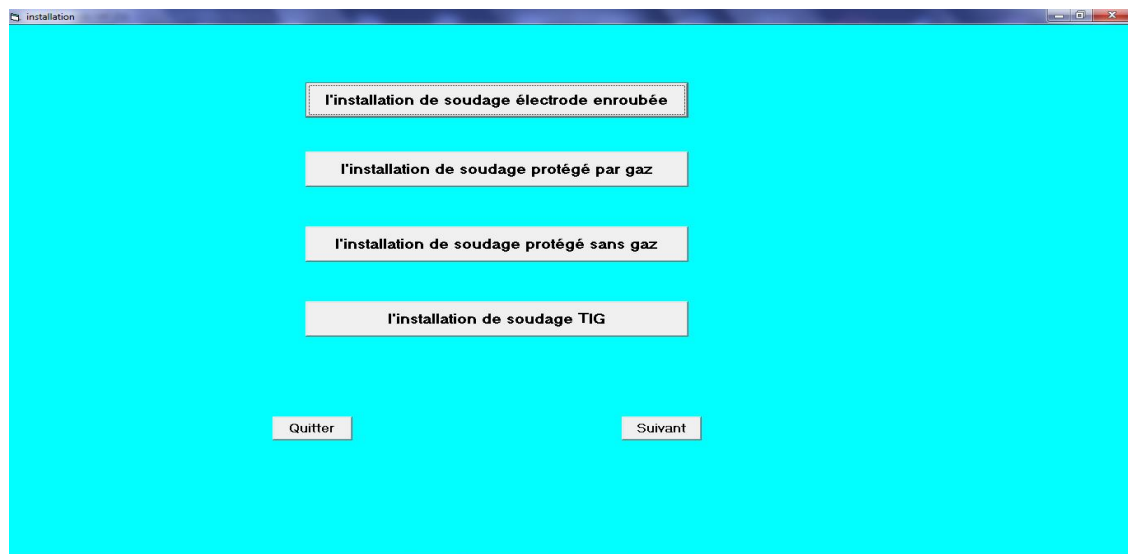 installation
l'installation de soudage électrode enroubée
l'installation de soudage protégé par gaz
l'installation de soudage protégé sans gaz
l'installation de soudage TIG
Quitter
Suivant